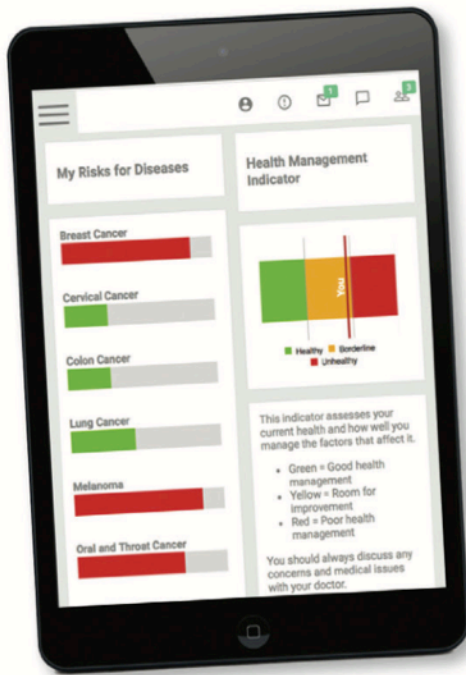 1
3
My Risks for Diseases
Breast Cancer
Cervical Cancer
Colon Cancer
Lung Cancer
Melanoma
Oral and Throat Cancer
Health Management
Indicator
You
Healthy Borderline
Unhealthy
This indicator assesses your
current health and how well you
manage the factors that affect it.
• Green = Good health
management
• Yellow = Room for
improvement
• Red = Poor health
management
You should always discuss any
concerns and medical issues
with your doctor.